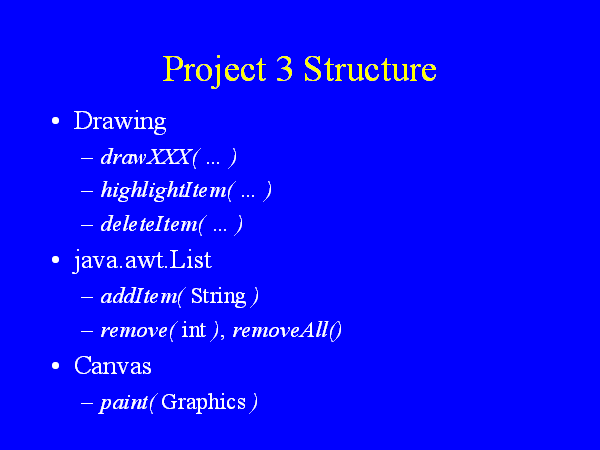 Project 3 Structure
• Drawing
– drawXXX( ... )
– highlightItem( ... )
– deleteItem( ... )
• java.awt.List
– addItem( String )
– remove( int ), removeAll()
• Canvas
– paint( Graphics )